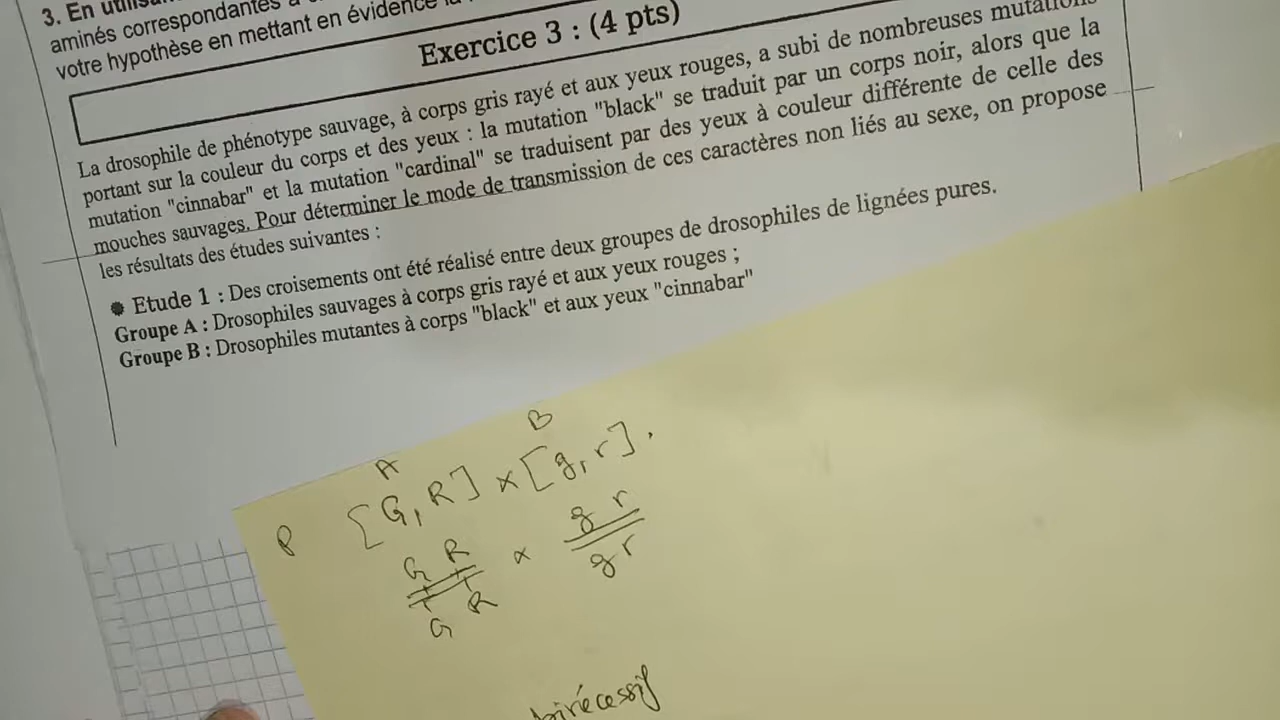 3. En
aminés correspondantes à
votre hypothèse en mettant en évidence
Exercice 3 : (4 pts)
La drosophile de phénotype sauvage, à corps gris rayé et aux yeux rouges, a subi de nombreuses mutations
portant sur la couleur du corps et des yeux : la mutation "black" se traduit par un corps noir, alors que la
mutation "cinnabar" et la mutation "cardinal" se traduisent par des yeux à couleur différente de celle des
mouches sauvages. Pour déterminer le mode de transmission de ces caractères non liés au sexe, on propose
les résultats des études suivantes :
Etude 1 : Des croisements ont été réalisé entre deux groupes de drosophiles de lignées pures.
Groupe A : Drosophiles sauvages à corps gris rayé et aux yeux rouges ;
Groupe B : Drosophiles mutantes à corps "black" et aux yeux "cinnabar"
A B
P [G, R] × [g, r].
G R × g r
G R g r
birécessif